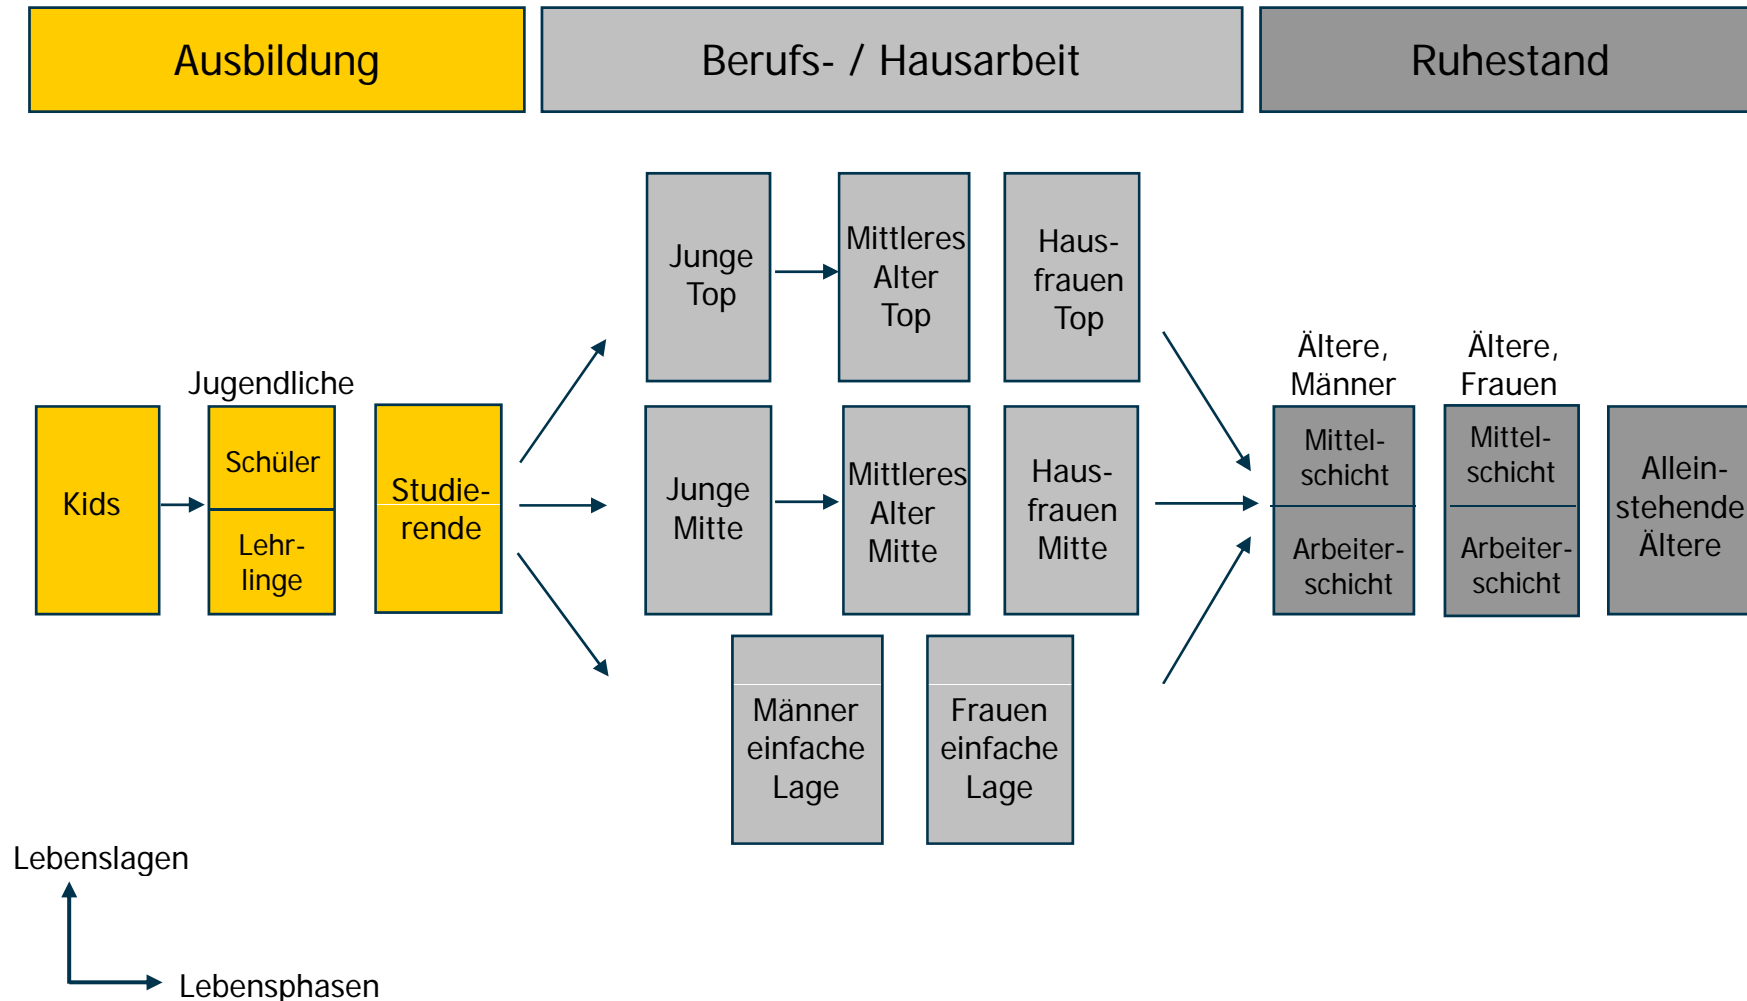 Ausbildung
Berufs- / Hausarbeit
Ruhestand
Kids
Jugendliche
Schüler
Lehr-
linge
Studie-
rende
Junge
Top
Mittleres
Alter
Top
Haus-
frauen
Top
Junge
Mitte
Mittleres
Alter
Mitte
Haus-
frauen
Mitte
Männer
einfache
Lage
Frauen
einfache
Lage
Ältere,
Männer
Mittel-
schicht
Arbeiter-
schicht
Ältere,
Frauen
Mittel-
schicht
Arbeiter-
schicht
Allein-
stehende
Ältere
Lebenslagen
Lebensphasen